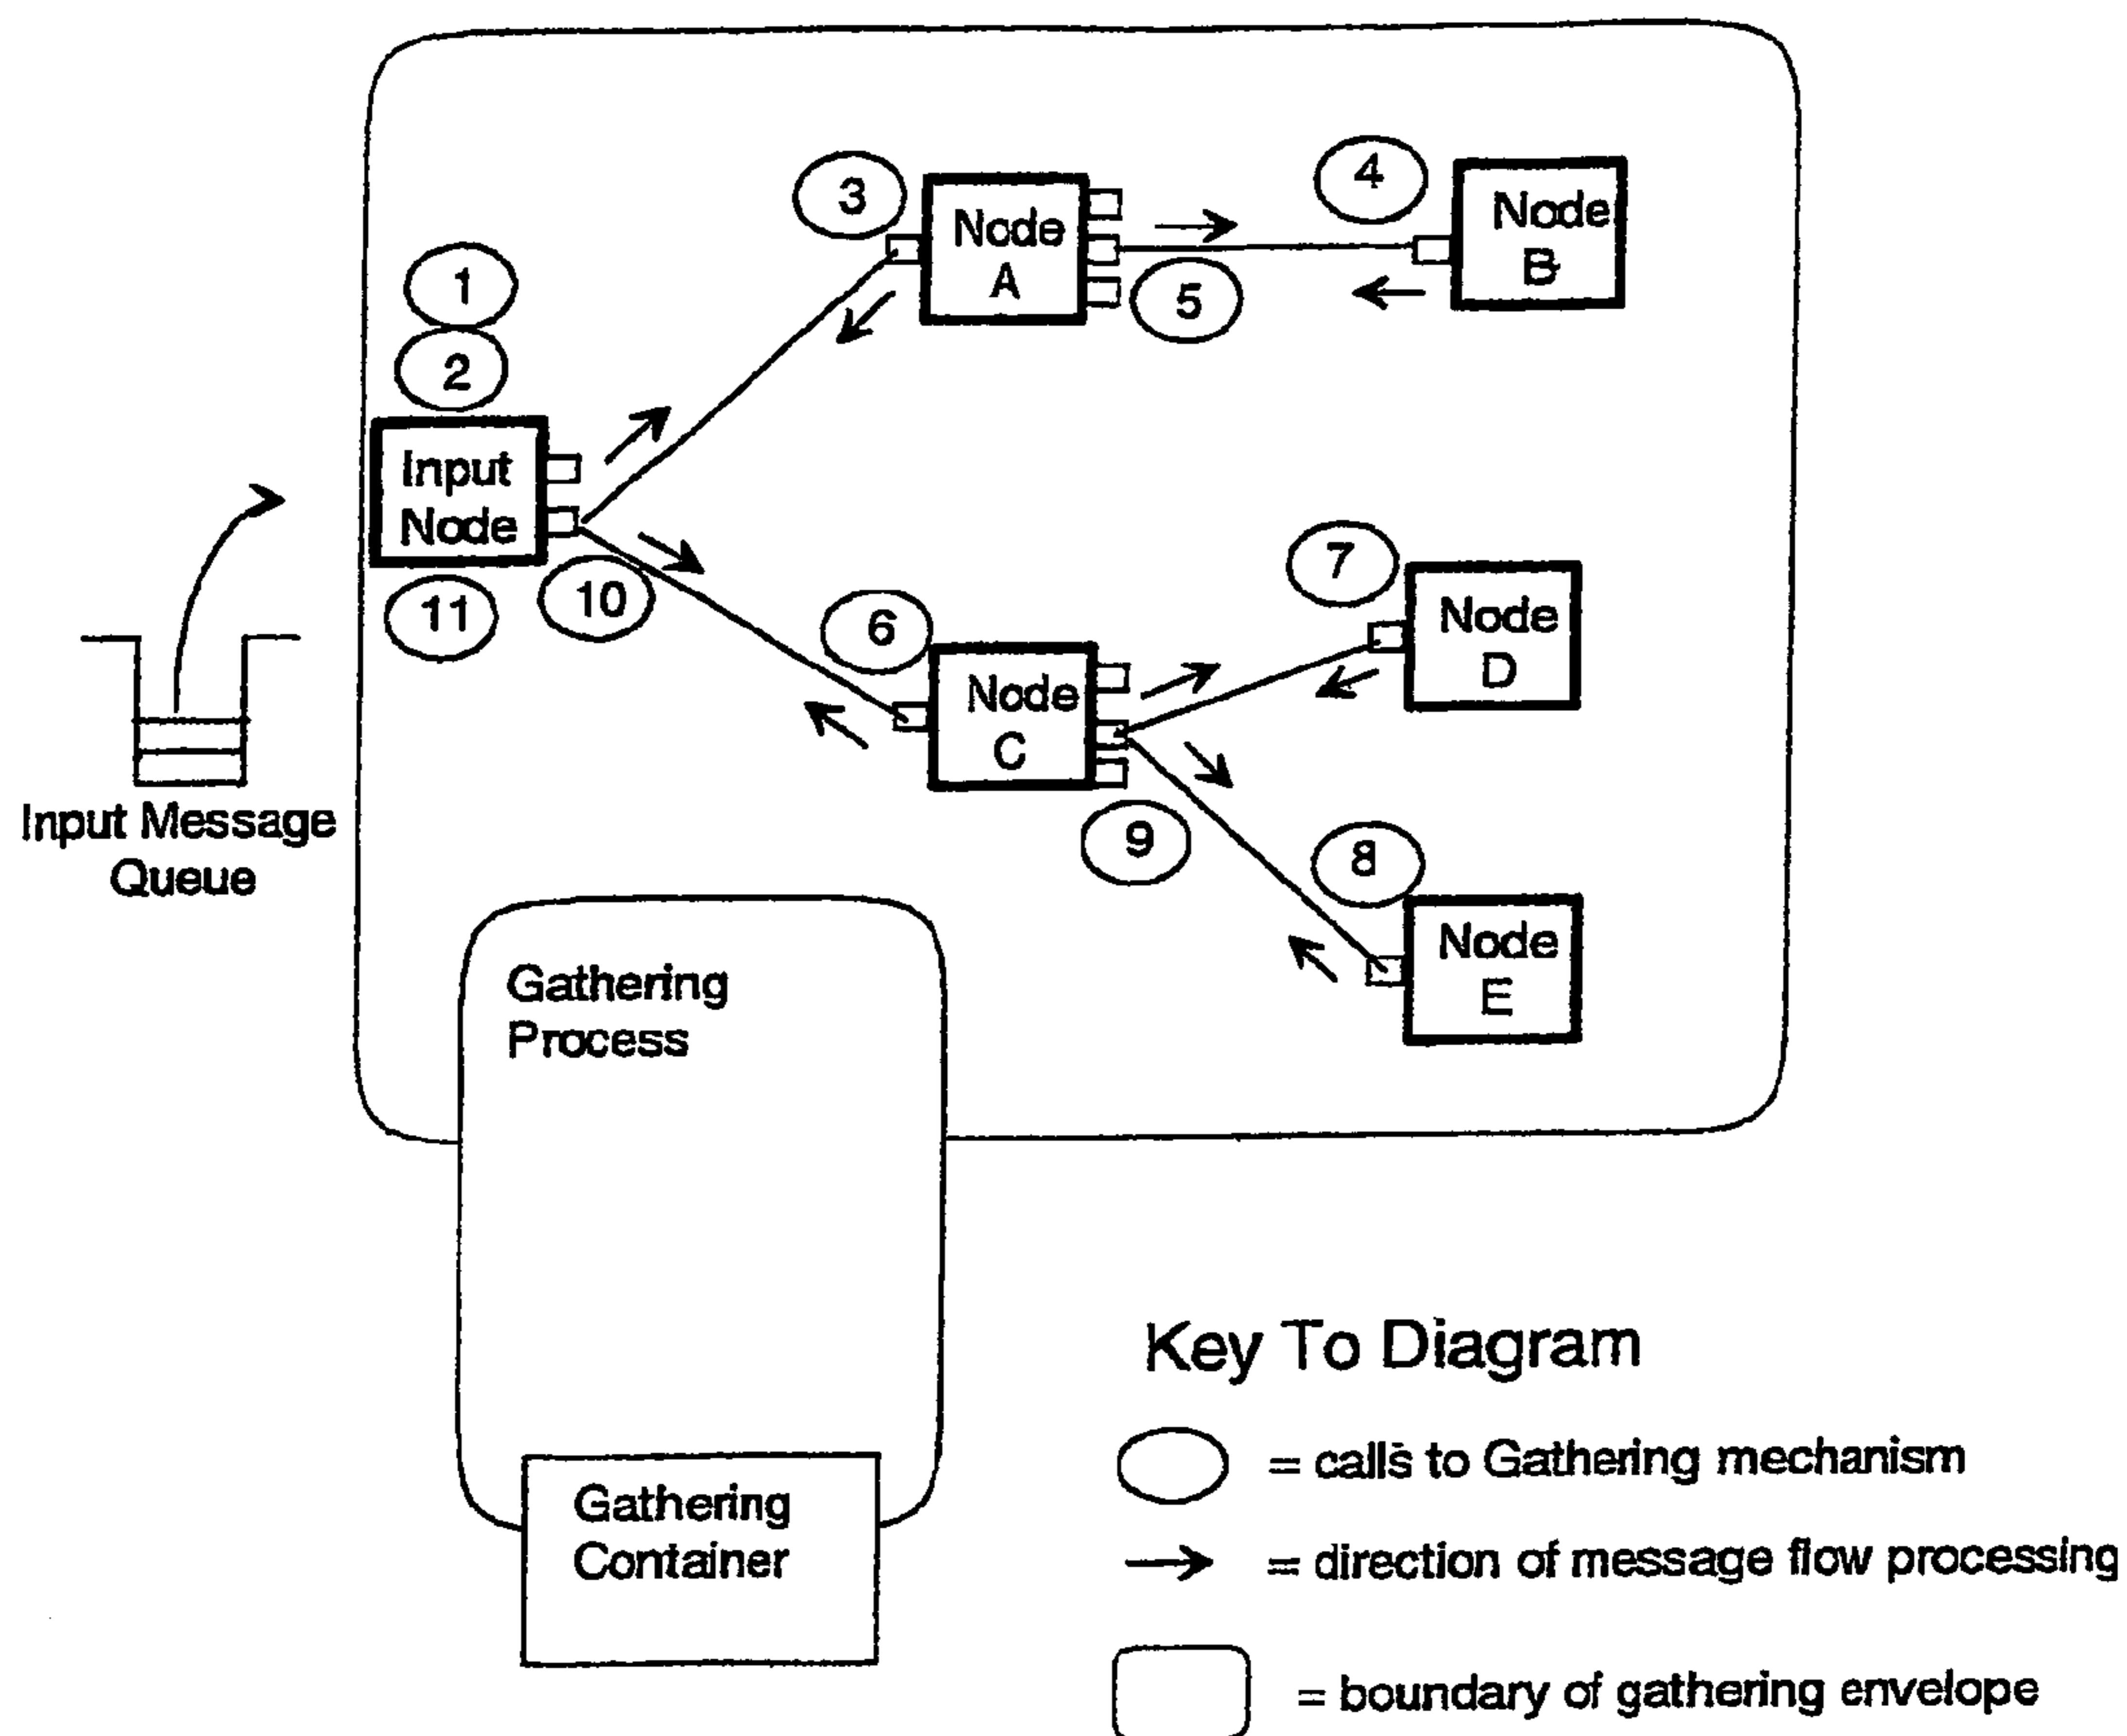 3
4
Node
A
Node
B
5
1
2
Input
Node
11
10
6
7
Node
C
Node
D
9
8
Node
E
Input Message
Queue
Gathering
Process
Gathering
Container
Key To Diagram
= calls to Gathering mechanism
= direction of message flow processing
= boundary of gathering envelope